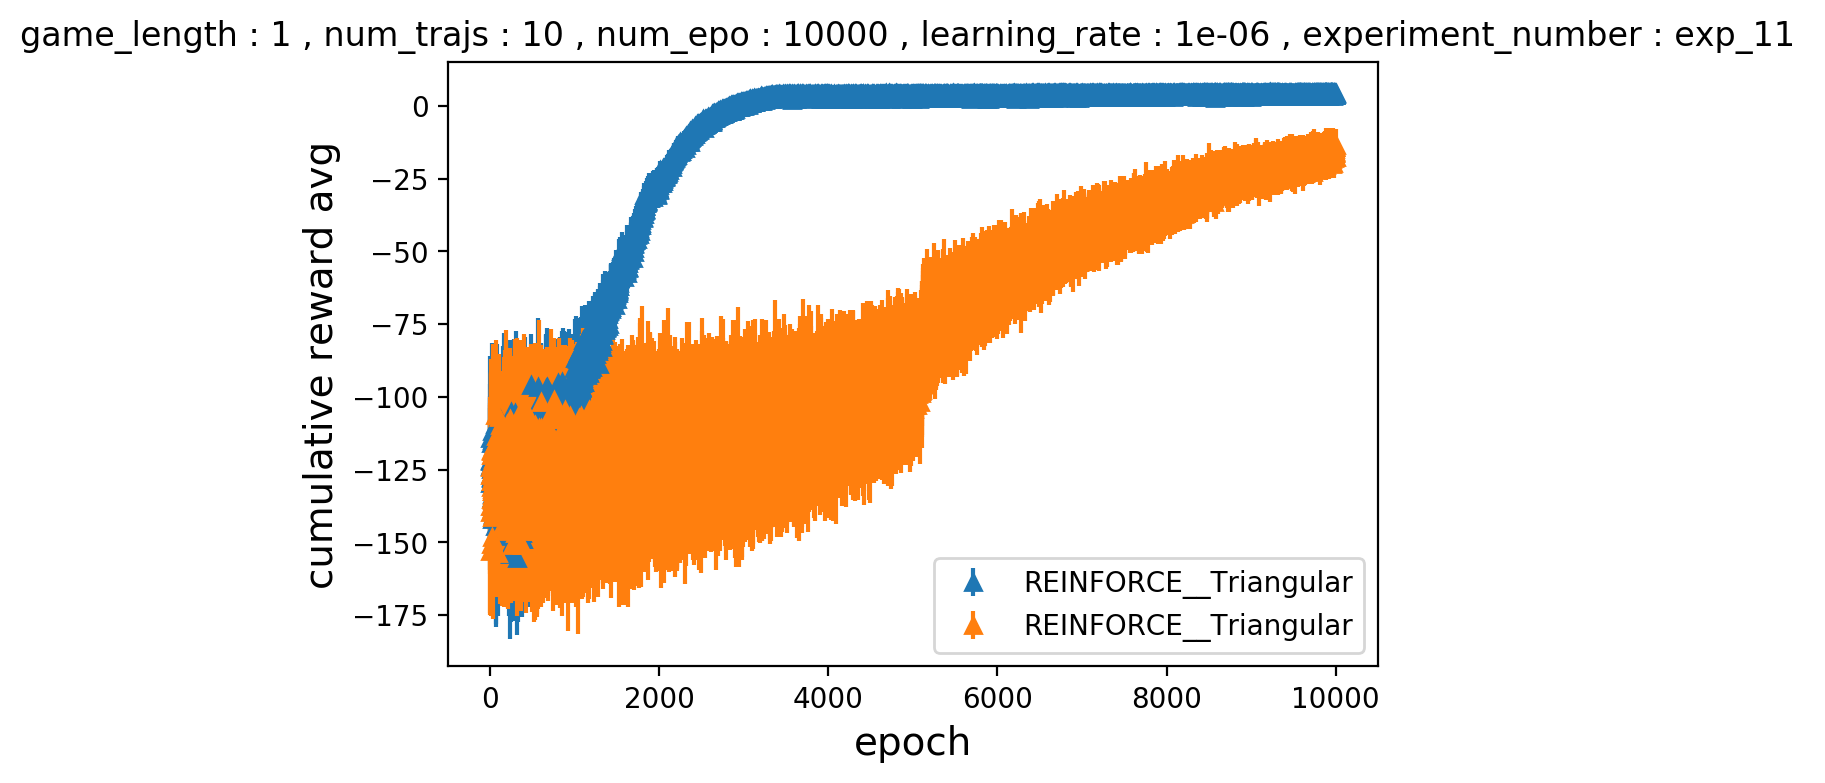 game_length : 1 , num_trajs : 10 , num_epo : 10000 , learning_rate : 1e-06 , experiment_number : exp_11
cumulative reward avg
0
−25
−50
−75
−100
−125
−150
−175
REINFORCE__Triangular
REINFORCE__Triangular
0 2000 4000 6000 8000 10000
epoch